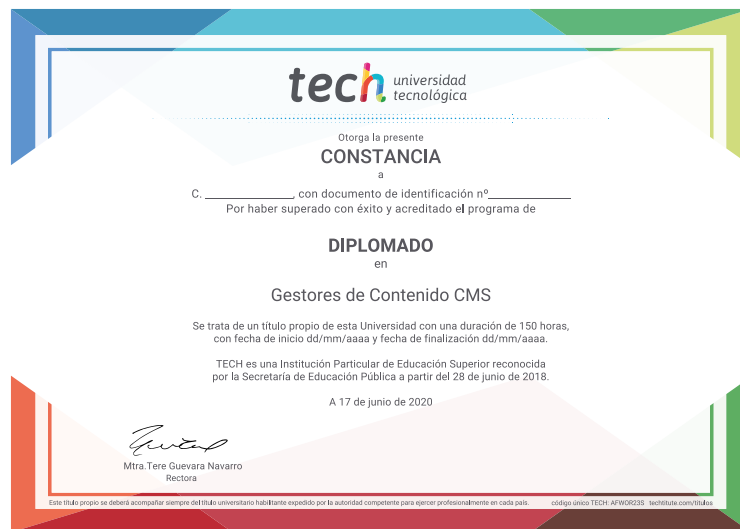 tech universidad
tecnológica
Otorga la presente
CONSTANCIA
a
C. ______________, con documento de identificación nº______________
Por haber superado con éxito y acreditado el programa de
DIPLOMADO
en
Gestores de Contenido CMS
Se trata de un título propio de esta Universidad con una duración de 150 horas,
con fecha de inicio dd/mm/aaaa y fecha de finalización dd/mm/aaaa.
TECH es una Institución Particular de Educación Superior reconocida
por la Secretaría de Educación Pública a partir del 28 de junio de 2018.
A 17 de junio de 2020
Mtra.Tere Guevara Navarro
Rectora
Este título propio se deberá acompañar siempre del título universitario habilitante expedido por la autoridad competente para ejercer profesionalmente en cada país. código único TECH: AFWOR23S techtitute.com/titulos